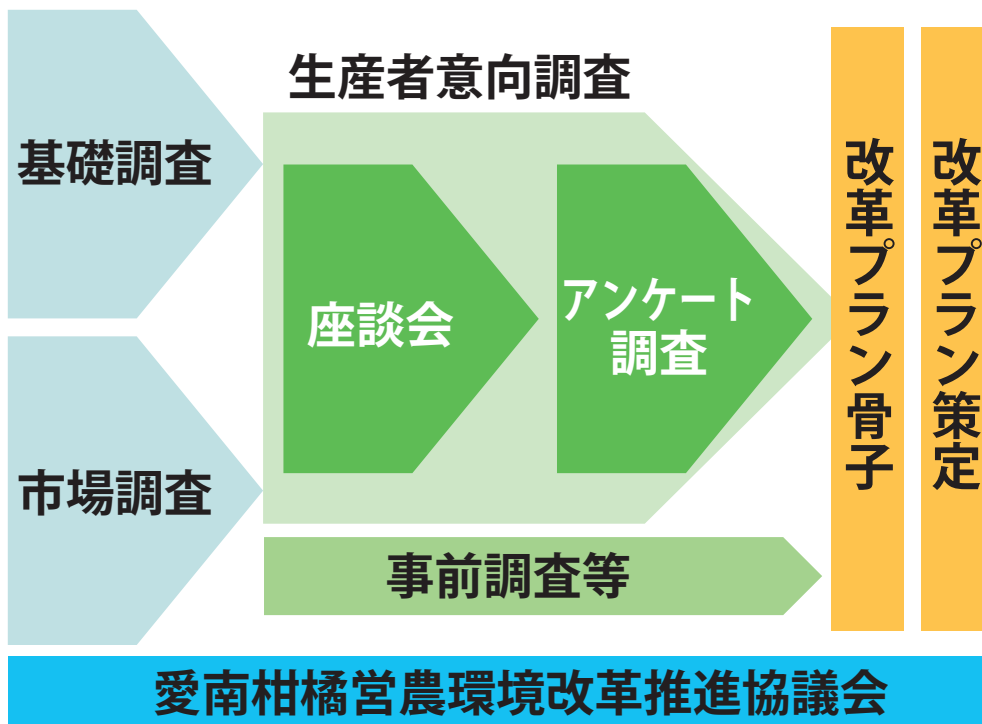 生産者意向調査
基礎調査
座談会
アンケート
調査
市場調査
事前調査等
改革プラン骨子
改革プラン策定
愛南柑橘営農環境改革推進協議会